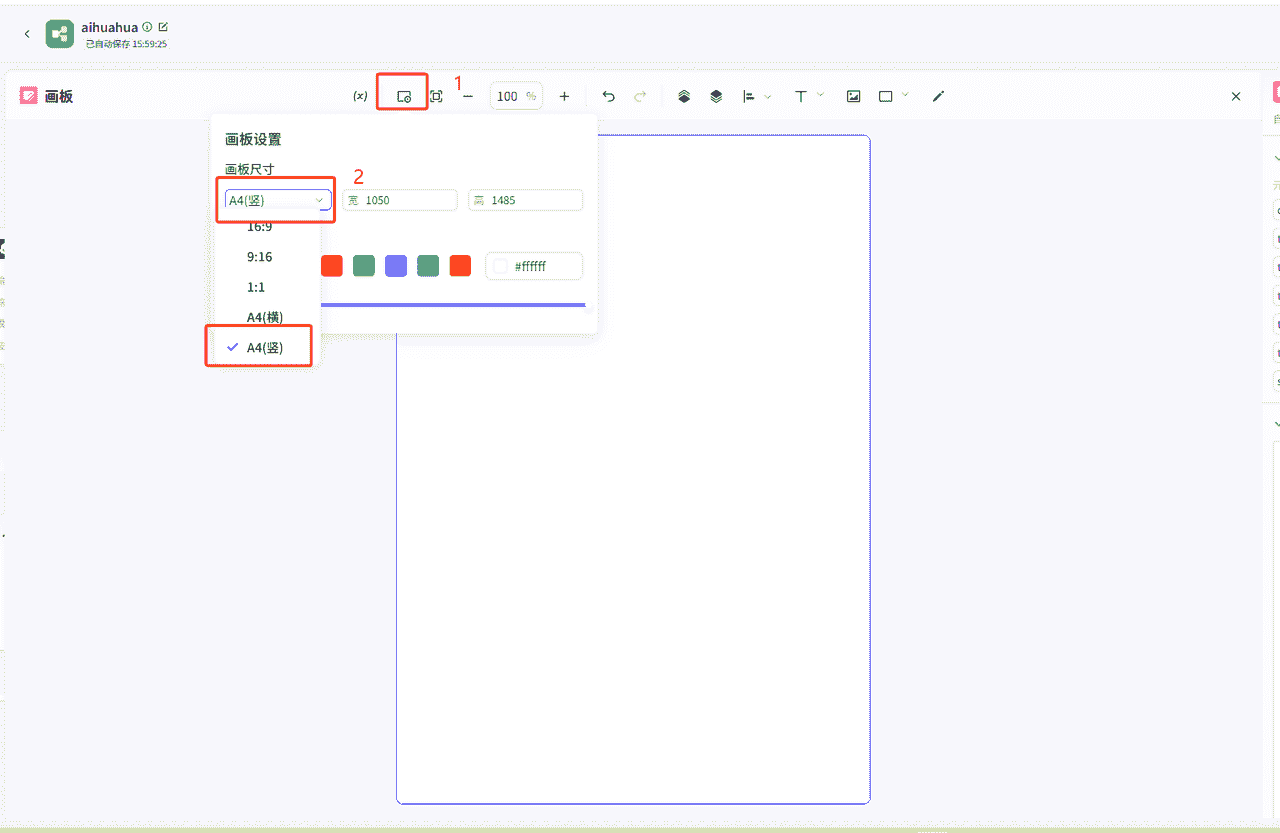 aihuahua
已自动保存 15:59:25
画板
(x)
1
100 %
T
画板设置
画板尺寸
2
A4(竖)
宽 1050
高 1485
16:9
9:16
1:1
A4(横)
A4(竖)
#ffffff